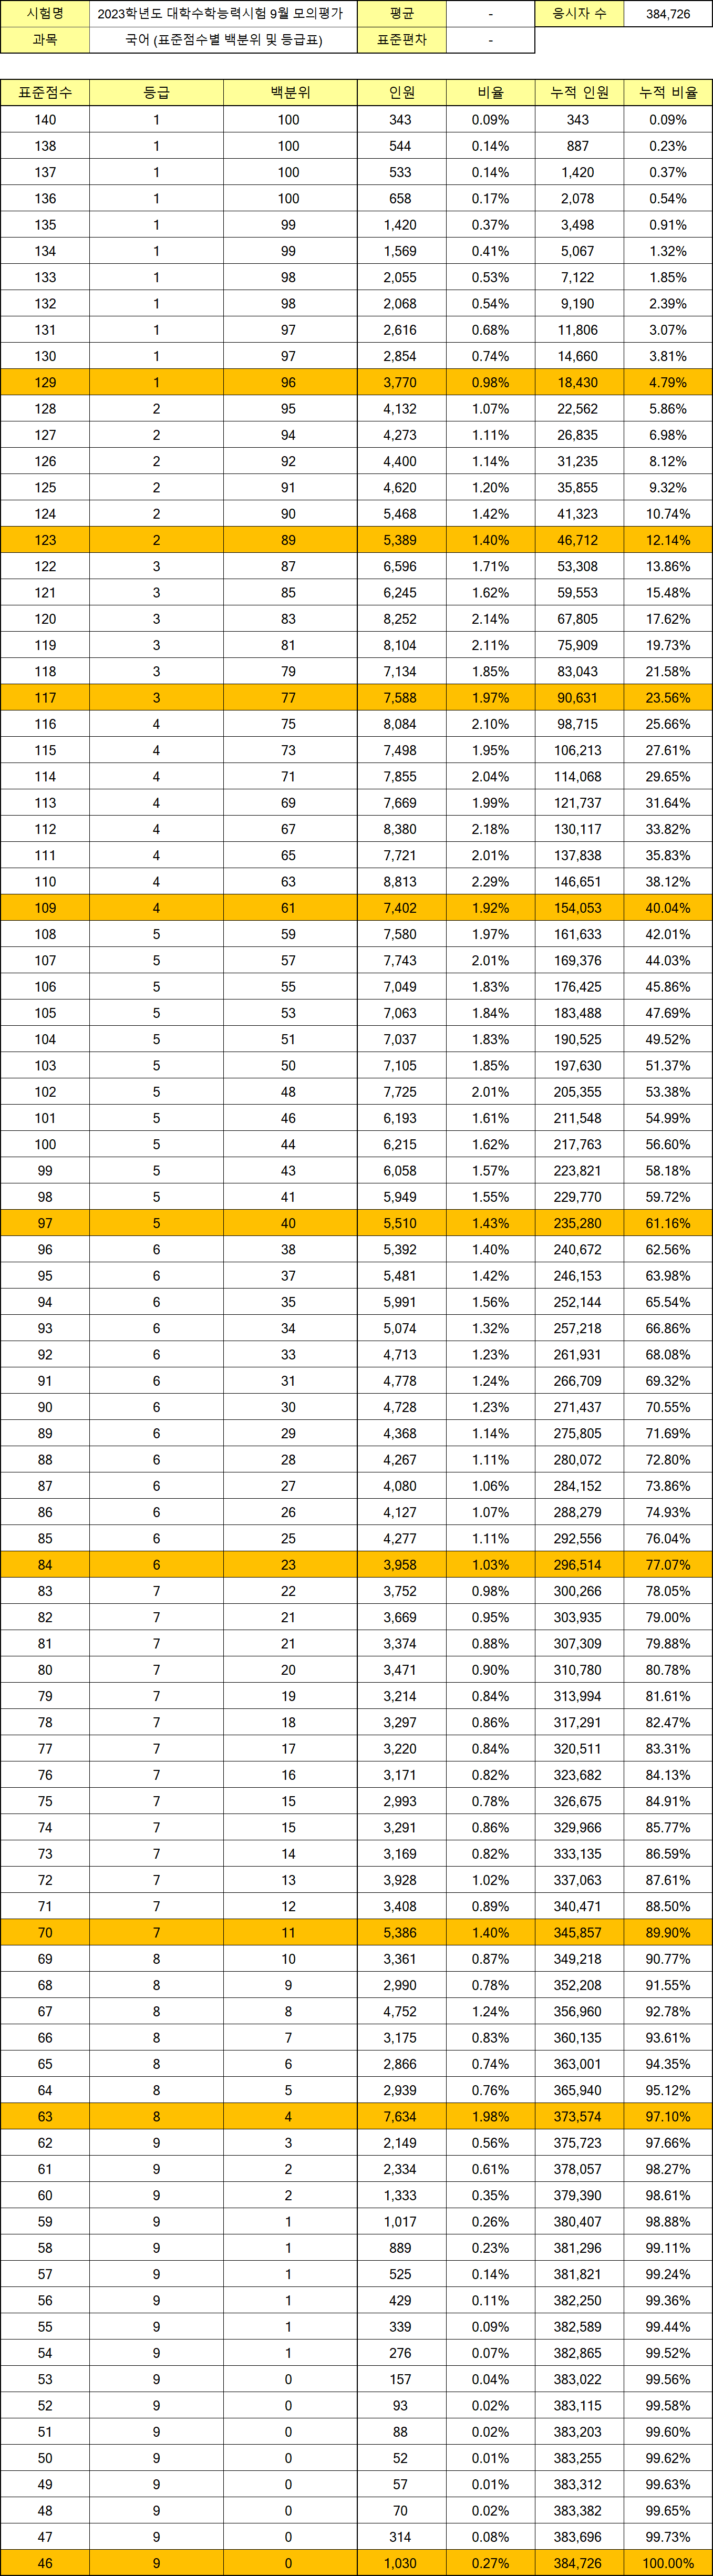 시험명 2023학년도 대학수학능력시험 9월 모의평가 평균 - 응시자 수 384,726
과목 국어 (표준점수별 백분위 및 등급표) 표준편차 -
표준점수 등급 백분위 인원 비율 누적 인원 누적 비율
140 1 100 343 0.09% 343 0.09%
138 1 100 544 0.14% 887 0.23%
137 1 100 533 0.14% 1,420 0.37%
136 1 100 658 0.17% 2,078 0.54%
135 1 99 1,420 0.37% 3,498 0.91%
134 1 99 1,569 0.41% 5,067 1.32%
133 1 98 2,055 0.53% 7,122 1.85%
132 1 98 2,068 0.54% 9,190 2.39%
131 1 97 2,616 0.68% 11,806 3.07%
130 1 97 2,854 0.74% 14,660 3.81%
129 1 96 3,770 0.98% 18,430 4.79%
128 2 95 4,132 1.07% 22,562 5.86%
127 2 94 4,273 1.11% 26,835 6.98%
126 2 92 4,400 1.14% 31,235 8.12%
125 2 91 4,620 1.20% 35,855 9.32%
124 2 90 5,468 1.42% 41,323 10.74%
123 2 89 5,389 1.40% 46,712 12.14%
122 3 87 6,596 1.71% 53,308 13.86%
121 3 85 6,245 1.62% 59,553 15.48%
120 3 83 8,252 2.14% 67,805 17.62%
119 3 81 8,104 2.11% 75,909 19.73%
118 3 79 7,134 1.85% 83,043 21.58%
117 3 77 7,588 1.97% 90,631 23.56%
116 4 75 8,084 2.10% 98,715 25.66%
115 4 73 7,498 1.95% 106,213 27.61%
114 4 71 7,855 2.04% 114,068 29.65%
113 4 69 7,669 1.99% 121,737 31.64%
112 4 67 8,380 2.18% 130,117 33.82%
111 4 65 7,721 2.01% 137,838 35.83%
110 4 63 8,813 2.29% 146,651 38.12%
109 4 61 7,402 1.92% 154,053 40.04%
108 5 59 7,580 1.97% 161,633 42.01%
107 5 57 7,743 2.01% 169,376 44.03%
106 5 55 7,049 1.83% 176,425 45.86%
105 5 53 7,063 1.84% 183,488 47.69%
104 5 51 7,037 1.83% 190,525 49.52%
103 5 50 7,105 1.85% 197,630 51.37%
102 5 48 7,725 2.01% 205,355 53.38%
101 5 46 6,193 1.61% 211,548 54.99%
100 5 44 6,215 1.62% 217,763 56.60%
99 5 43 6,058 1.57% 223,821 58.18%
98 5 41 5,949 1.55% 229,770 59.72%
97 5 40 5,510 1.43% 235,280 61.16%
96 6 38 5,392 1.40% 240,672 62.56%
95 6 37 5,481 1.42% 246,153 63.98%
94 6 35 5,991 1.56% 252,144 65.54%
93 6 34 5,074 1.32% 257,218 66.86%
92 6 33 4,713 1.23% 261,931 68.08%
91 6 31 4,778 1.24% 266,709 69.32%
90 6 30 4,728 1.23% 271,437 70.55%
89 6 29 4,368 1.14% 275,805 71.69%
88 6 28 4,267 1.11% 280,072 72.80%
87 6 27 4,080 1.06% 284,152 73.86%
86 6 26 4,127 1.07% 288,279 74.93%
85 6 25 4,277 1.11% 292,556 76.04%
84 6 23 3,958 1.03% 296,514 77.07%
83 7 22 3,752 0.98% 300,266 78.05%
82 7 21 3,669 0.95% 303,935 79.00%
81 7 21 3,374 0.88% 307,309 79.88%
80 7 20 3,471 0.90% 310,780 80.78%
79 7 19 3,214 0.84% 313,994 81.61%
78 7 18 3,297 0.86% 317,291 82.47%
77 7 17 3,220 0.84% 320,511 83.31%
76 7 16 3,171 0.82% 323,682 84.13%
75 7 15 2,993 0.78% 326,675 84.91%
74 7 15 3,291 0.86% 329,966 85.77%
73 7 14 3,169 0.82% 333,135 86.59%
72 7 13 3,928 1.02% 337,063 87.61%
71 7 12 3,408 0.89% 340,471 88.50%
70 7 11 5,386 1.40% 345,857 89.90%
69 8 10 3,361 0.87% 349,218 90.77%
68 8 9 2,990 0.78% 352,208 91.55%
67 8 8 4,752 1.24% 356,960 92.78%
66 8 7 3,175 0.83% 360,135 93.61%
65 8 6 2,866 0.74% 363,001 94.35%
64 8 5 2,939 0.76% 365,940 95.12%
63 8 4 7,634 1.98% 373,574 97.10%
62 9 3 2,149 0.56% 375,723 97.66%
61 9 2 2,334 0.61% 378,057 98.27%
60 9 2 1,333 0.35% 379,390 98.61%
59 9 1 1,017 0.26% 380,407 98.88%
58 9 1 889 0.23% 381,296 99.11%
57 9 1 525 0.14% 381,821 99.24%
56 9 1 429 0.11% 382,250 99.36%
55 9 1 339 0.09% 382,589 99.44%
54 9 1 276 0.07% 382,865 99.52%
53 9 0 157 0.04% 383,022 99.56%
52 9 0 93 0.02% 383,115 99.58%
51 9 0 88 0.02% 383,203 99.60%
50 9 0 52 0.01% 383,255 99.62%
49 9 0 57 0.01% 383,312 99.63%
48 9 0 70 0.02% 383,382 99.65%
47 9 0 314 0.08% 383,696 99.73%
46 9 0 1,030 0.27% 384,726 100.00%